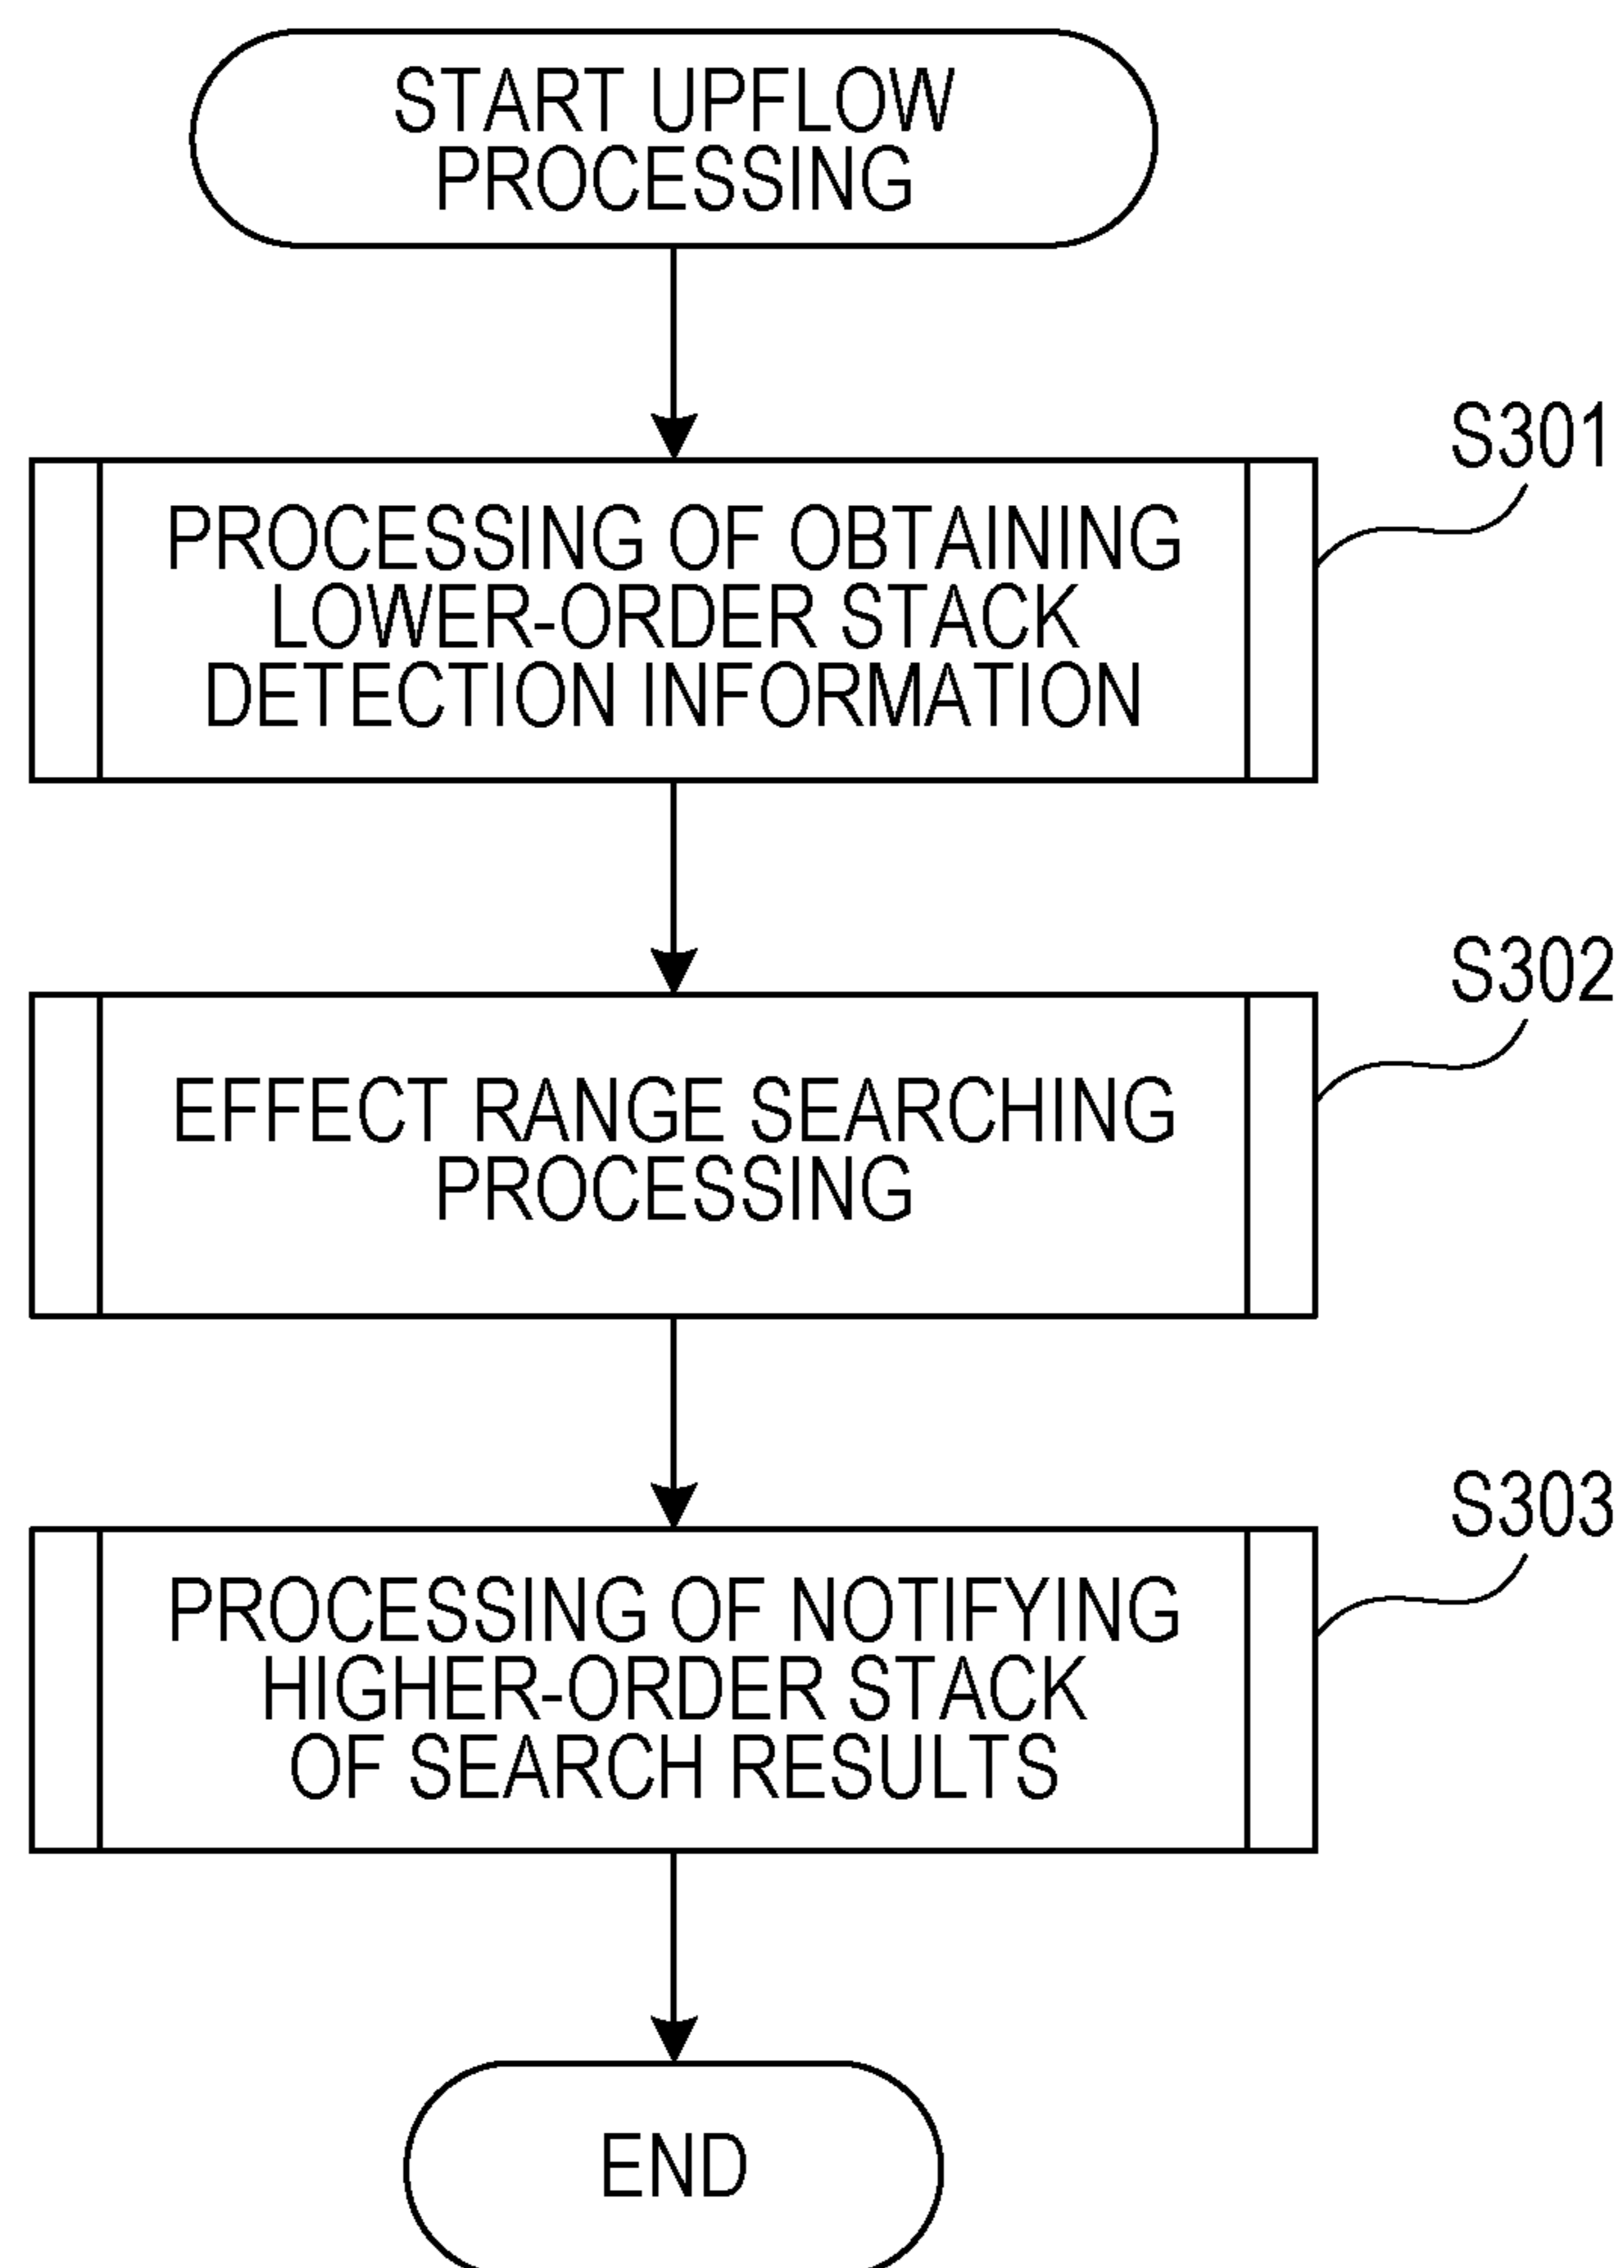 START UPFLOW
PROCESSING
S301
PROCESSING OF OBTAINING
LOWER-ORDER STACK
DETECTION INFORMATION
S302
EFFECT RANGE SEARCHING
PROCESSING
S303
PROCESSING OF NOTIFYING
HIGHER-ORDER STACK
OF SEARCH RESULTS
END